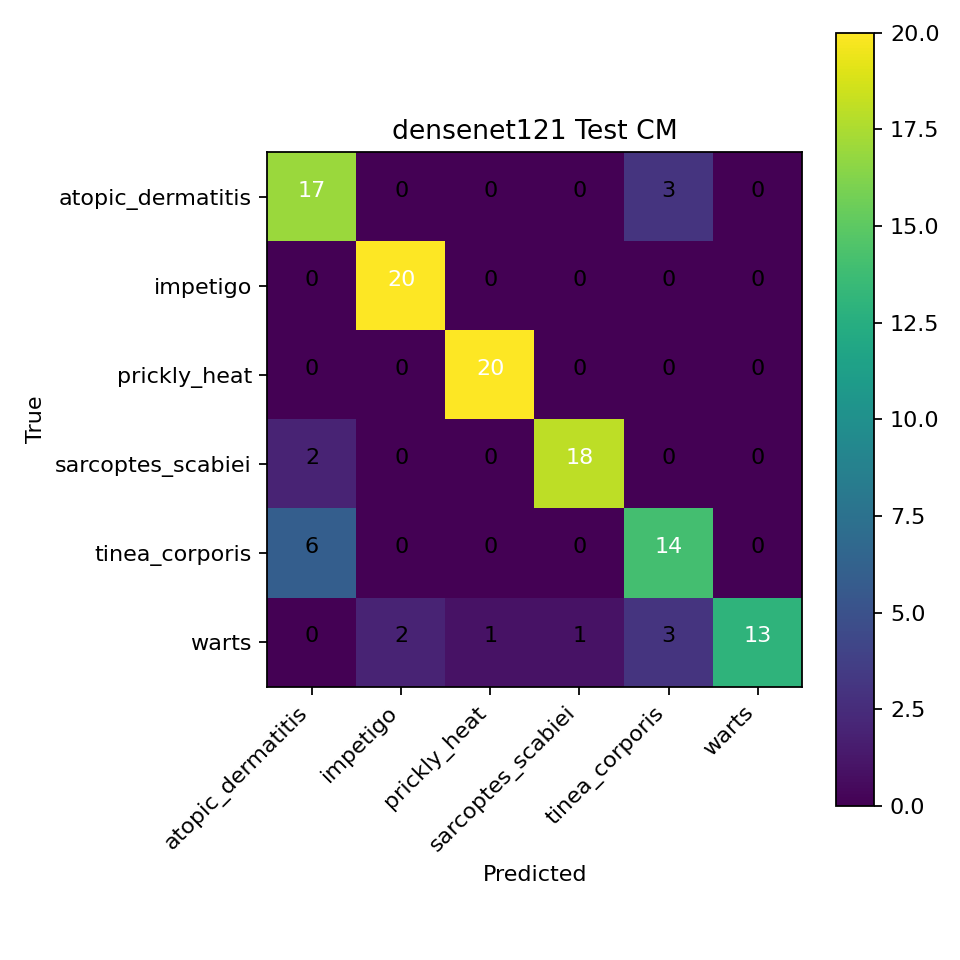 densenet121 Test CM
True
atopic_dermatitis 17 0 0 0 3 0
impetigo 0 20 0 0 0 0
prickly_heat 0 0 20 0 0 0
sarcoptes_scabiei 2 0 0 18 0 0
tinea_corporis 6 0 0 0 14 0
warts 0 2 1 1 3 13
atopic_dermatitis
impetigo
prickly_heat
sarcoptes_scabiei
tinea_corporis
warts
Predicted
20.0
17.5
15.0
12.5
10.0
7.5
5.0
2.5
0.0